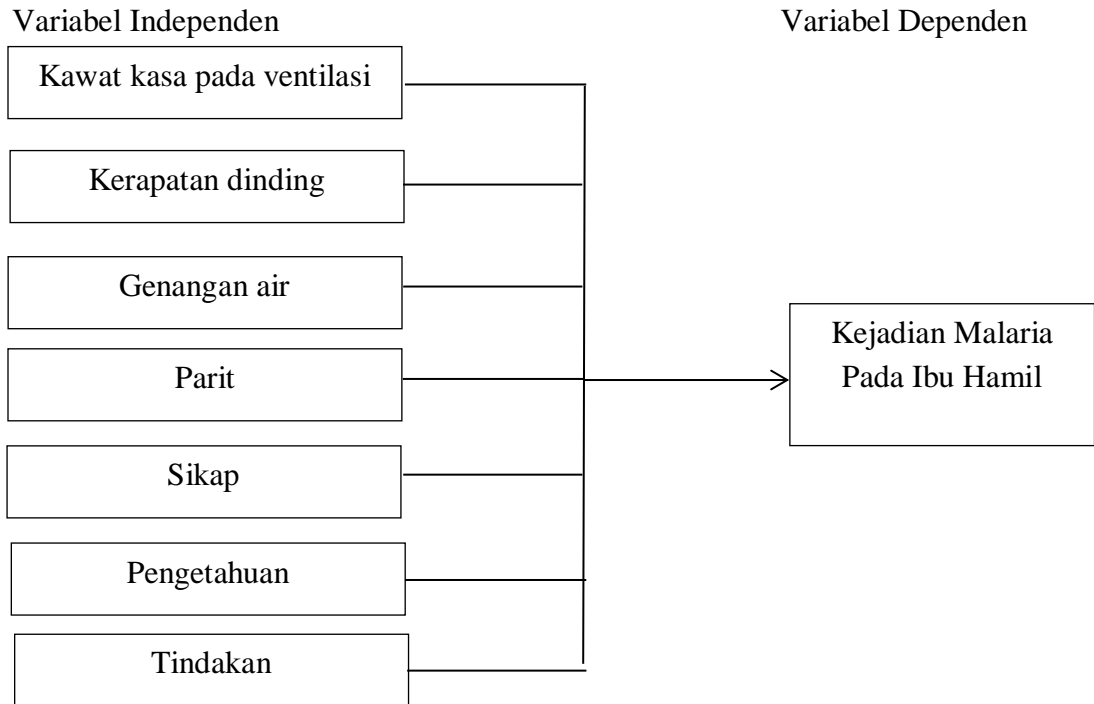 Variabel Independen
Variabel Dependen
Kawat kasa pada ventilasi
Kerapatan dinding
Genangan air
Parit
Sikap
Pengetahuan
Tindakan
Kejadian Malaria
Pada Ibu Hamil